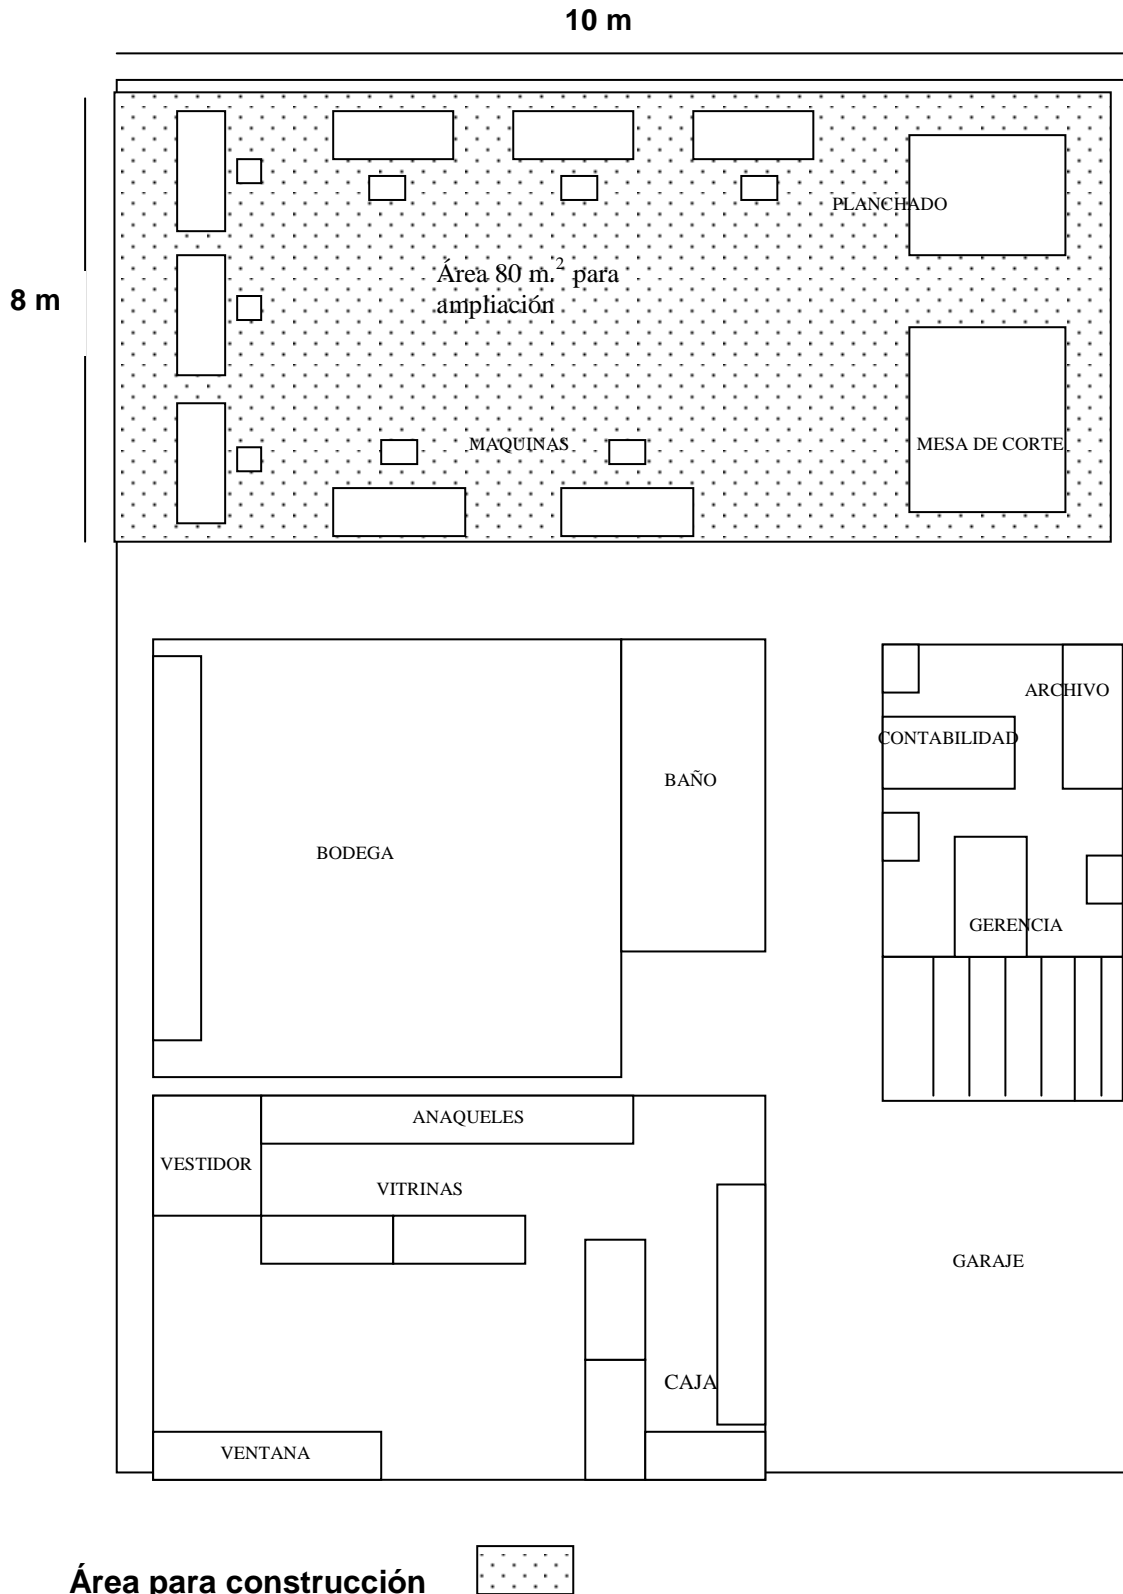 10 m
PLANCHADO
Área 80 m.² para
ampliación
8 m
MAQUINAS
MESA DE CORTE
ARCHIVO
CONTABILIDAD
BAÑO
BODEGA
GERENCIA
ANAQUELES
VESTIDOR
VITRINAS
GARAJE
CAJA
VENTANA
Área para construcción